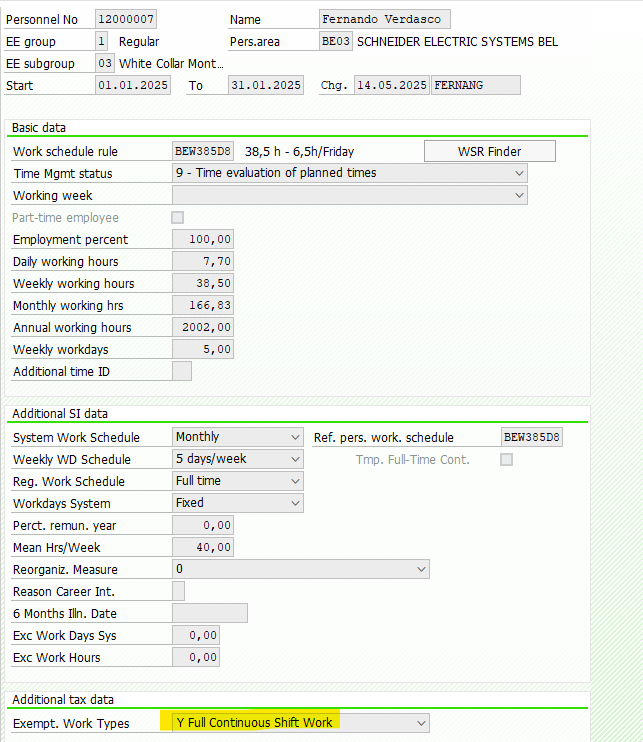 Personnel No 12000007 Name Fernando Verdasco
EE group 1 Regular Pers.area BE03 SCHNEIDER ELECTRIC SYSTEMS BEL
EE subgroup 03 White Collar Mont...
Start 01.01.2025 To 31.01.2025 Chg. 14.05.2025 FERNANG
Basic data
Work schedule rule BEW385D8 38,5 h - 6,5h/Friday WSR Finder
Time Mgmt status 9 - Time evaluation of planned times
Working week
Part-time employee
Employment percent 100,00
Daily working hours 7,70
Weekly working hours 38,50
Monthly working hrs 166,83
Annual working hours 2002,00
Weekly workdays 5,00
Additional time ID
Additional SI data
System Work Schedule Monthly Ref. pers. work. schedule BEW385D8
Weekly WD Schedule 5 days/week Tmp. Full-Time Cont.
Reg. Work Schedule Full time
Workdays System Fixed
Perct. remun. year 0,00
Mean Hrs/Week 40,00
Reorganiz. Measure 0
Reason Career Int.
6 Months Illn. Date
Exc Work Days Sys 0,00
Exc Work Hours 0,00
Additional tax data
Exempt. Work Types Y Full Continuous Shift Work